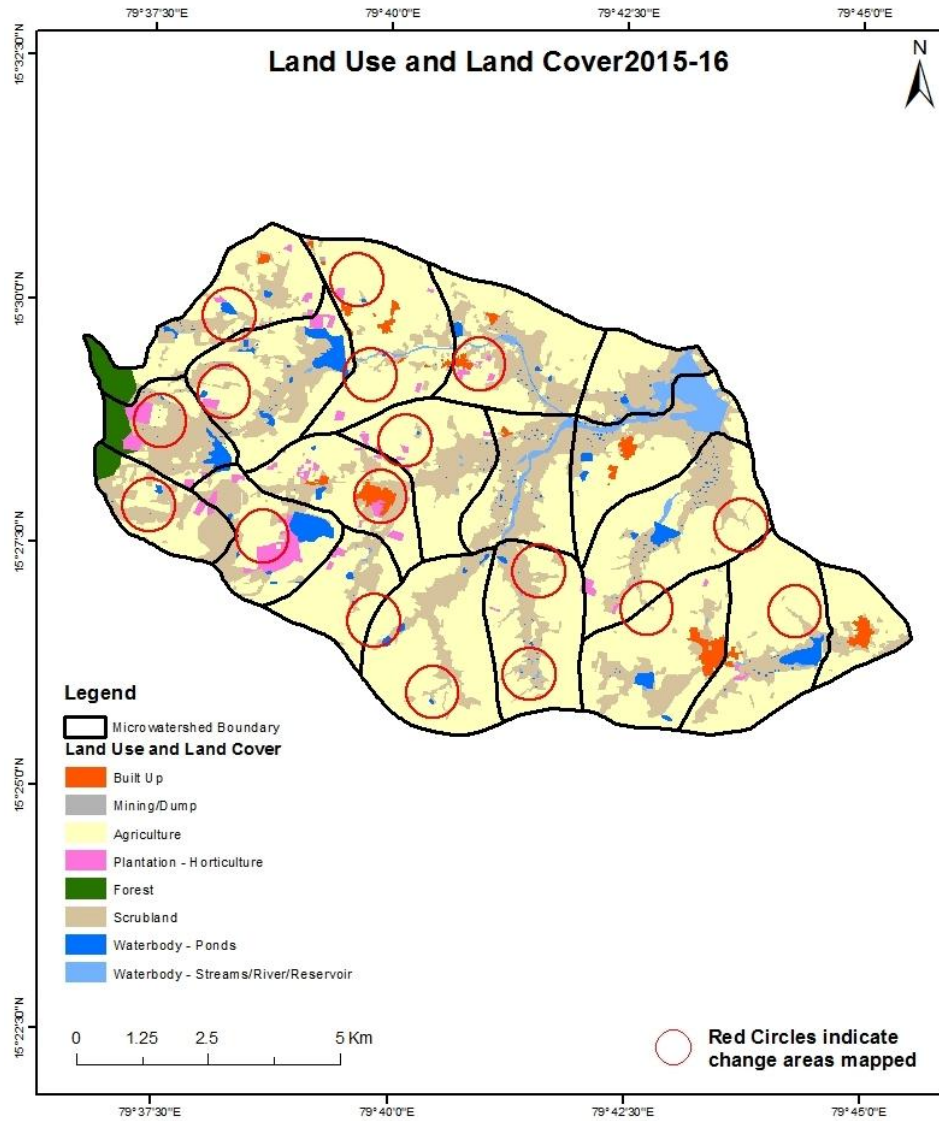 79°37'30"E 79°40'0"E 79°42'30"E 79°45'0"E
Land Use and Land Cover2015-16
N
15°32'30"N
15°30'0"N
15°27'30"N
15°25'0"N
15°22'30"N
Legend
Microwatershed Boundary
Land Use and Land Cover
Built Up
Mining/Dump
Agriculture
Plantation - Horticulture
Forest
Scrubland
Waterbody - Ponds
Waterbody - Streams/River/Reservoir
0 1.25 2.5 5 Km
Red Circles indicate
change areas mapped
79°37'30"E 79°40'0"E 79°42'30"E 79°45'0"E